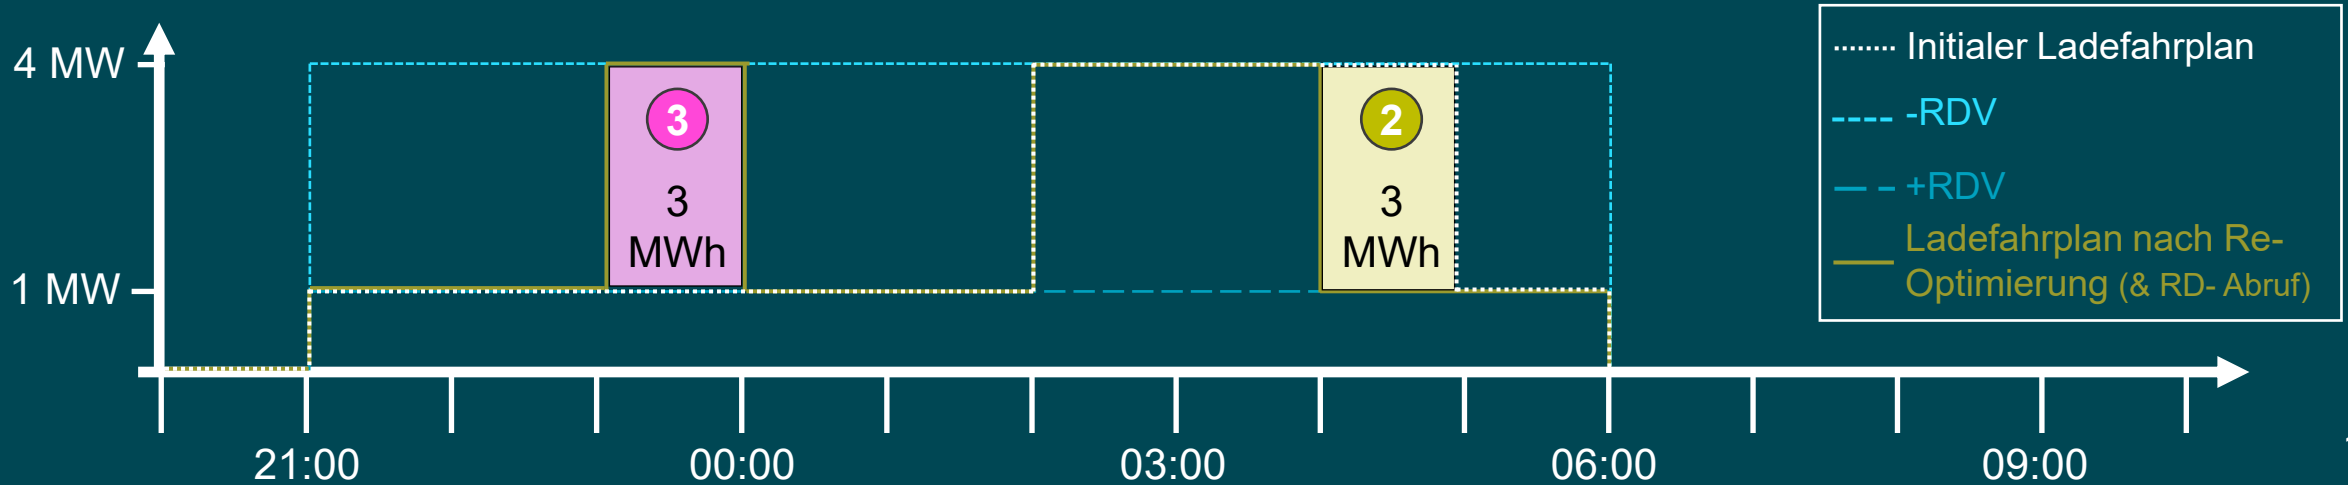 4 MW
1 MW
3
3
MWh
2
3
MWh
Initialer Ladefahrplan
-RDV
+RDV
Ladefahrplan nach Re-
Optimierung (& RD- Abruf)
21:00
00:00
03:00
06:00
09:00